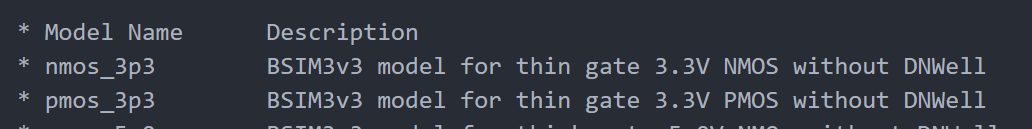 * Model Name Description
* nmos_3p3 BSIM3v3 model for thin gate 3.3V NMOS without DNWell
* pmos_3p3 BSIM3v3 model for thin gate 3.3V PMOS without DNWell